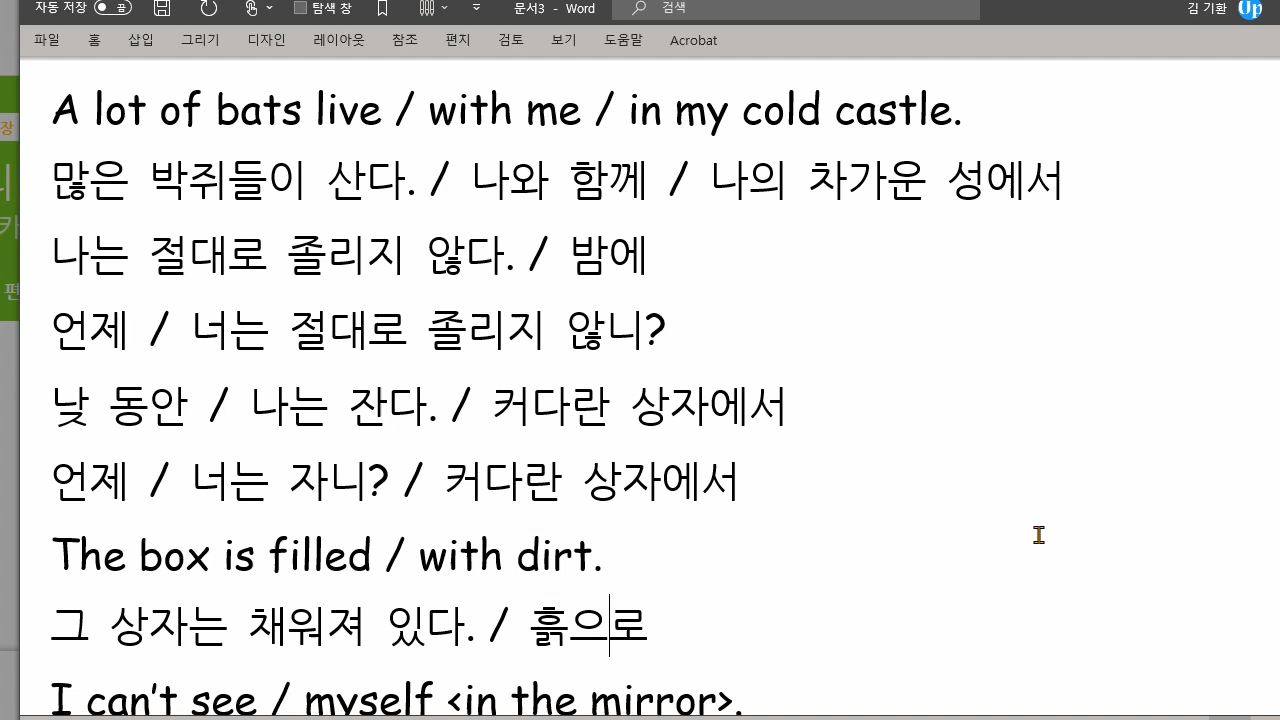 자동 저장 끔 탐색 창 문서3 - Word 검색 김 기환 Up
파일 홈 삽입 그리기 디자인 레이아웃 참조 편지 검토 보기 도움말 Acrobat
A lot of bats live / with me / in my cold castle.
많은 박쥐들이 산다. / 나와 함께 / 나의 차가운 성에서
나는 절대로 졸리지 않다. / 밤에
언제 / 너는 절대로 졸리지 않니?
낮 동안 / 나는 잔다. / 커다란 상자에서
언제 / 너는 자니? / 커다란 상자에서
The box is filled / with dirt.
그 상자는 채워져 있다. / 흙으로
I can't see / myself <in the mirror>.